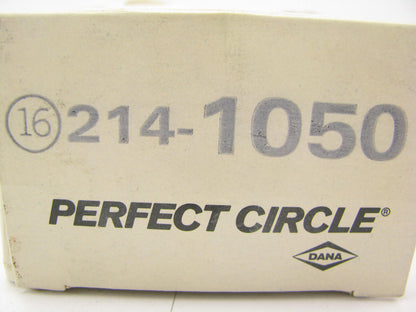 16 214-1050
PERFECT CIRCLE®
DANA